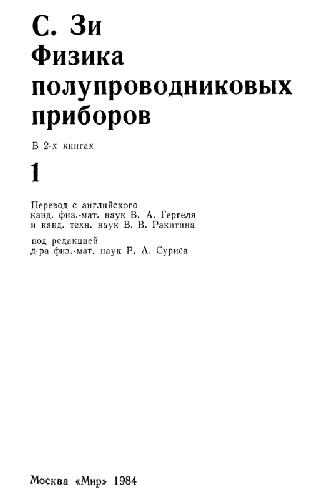 С. Зи
Физика
полупроводниковых
приборов
В 2-х книгах
1
Перевод с английского
канд. физ.-мат. наук В. А. Гергеля
и канд. техн. наук В. В. Ракитина
под редакцией
д-ра физ.-мат. наук Р. А. Суриса
Москва «Мир» 1984